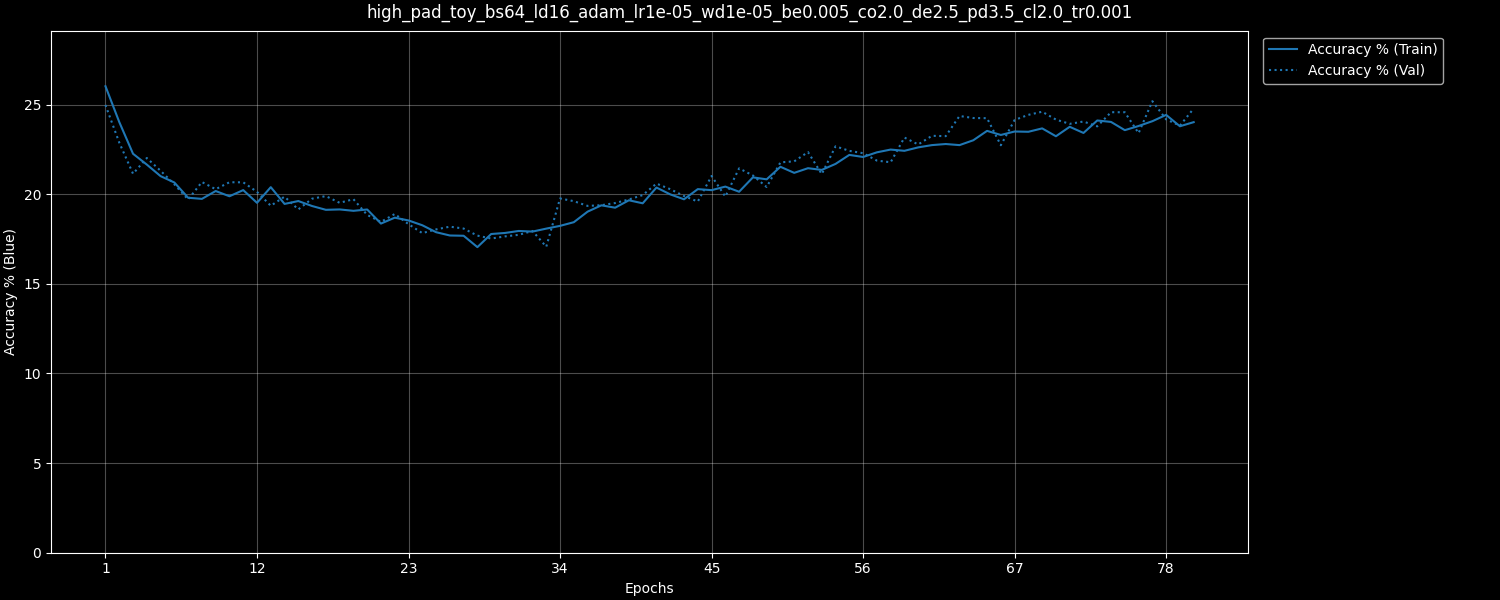 high_pad_toy_bs64_ld16_adam_lr1e-05_wd1e-05_be0.005_co2.0_de2.5_pd3.5_cl2.0_tr0.001
Accuracy % (Train)
Accuracy % (Val)
Accuracy % (Blue)
25
20
15
10
5
0
1 12 23 34 45 56 67 78
Epochs